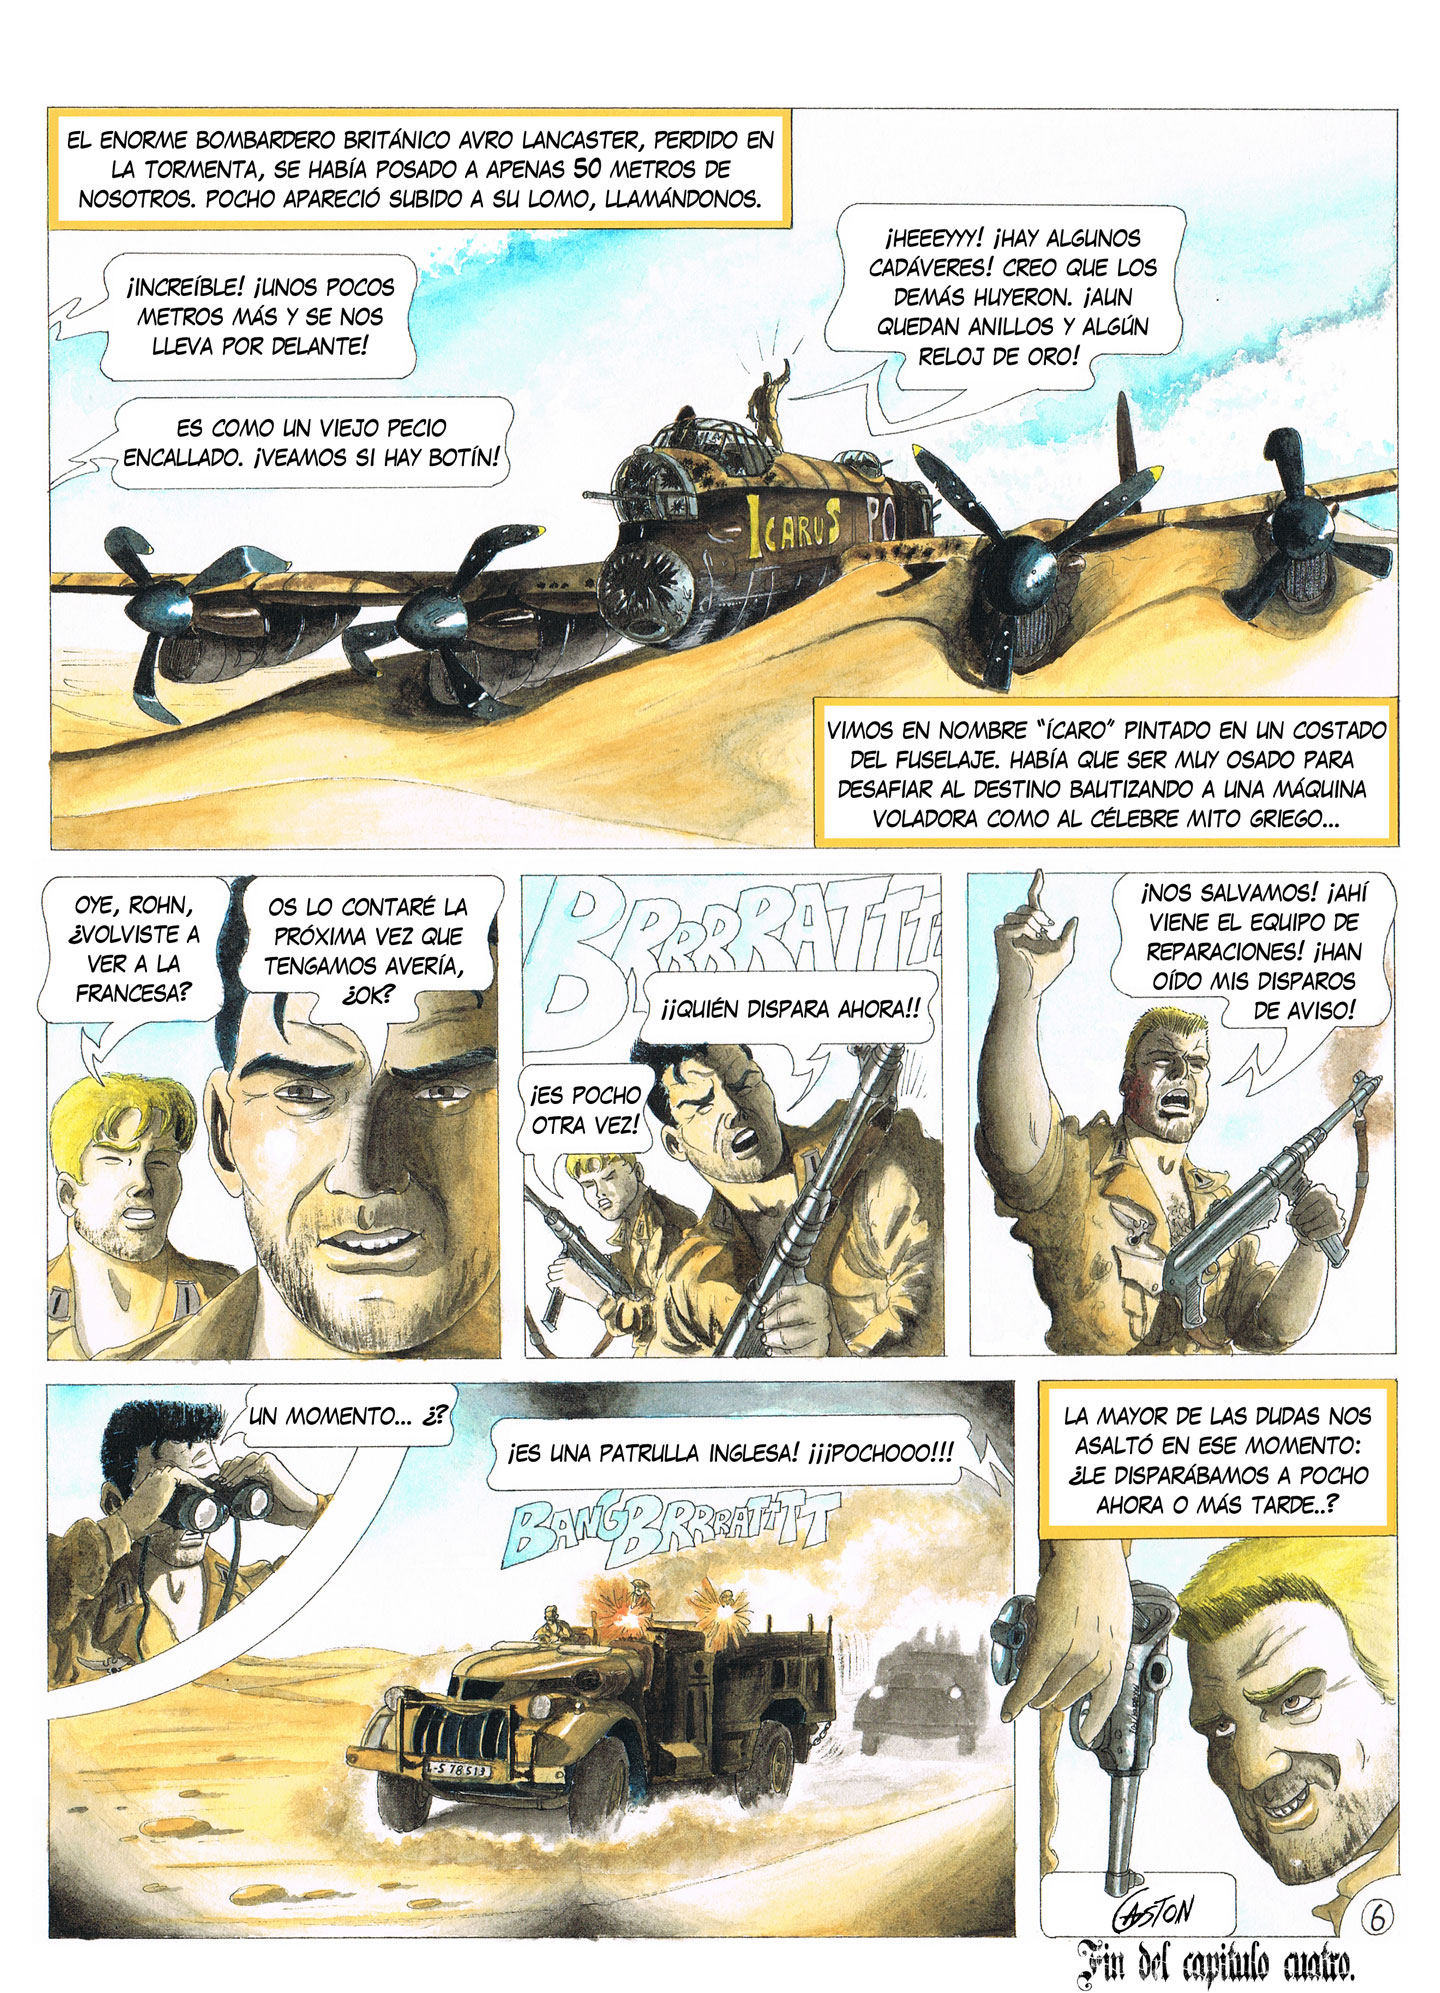 EL ENORME BOMBARDERO BRITÁNICO AVRO LANCASTER, PERDIDO EN
LA TORMENTA, SE HABÍA POSADO A APENAS 50 METROS DE
NOSOTROS. POCHO APARECIÓ SUBIDO A SU LOMO, LLAMÁNDONOS.
¡INCREÍBLE! ¡UNOS POCOS
METROS MÁS Y SE NOS
LLEVA POR DELANTE!
¡HEEEYYY! ¡HAY ALGUNOS
CADÁVERES! CREO QUE LOS
DEMÁS HUYERON. ¡AUN
QUEDAN ANILLOS Y ALGÚN
RELOJ DE ORO!
ES COMO UN VIEJO PECIO
ENCALLADO. ¡VEAMOS SI HAY BOTÍN!
ICARUS PO
VIMOS EN NOMBRE "ÍCARO" PINTADO EN UN COSTADO
DEL FUSELAJE. HABÍA QUE SER MUY OSADO PARA
DESAFIAR AL DESTINO BAUTIZANDO A UNA MÁQUINA
VOLADORA COMO AL CÉLEBRE MITO GRIEGO...
OYE, ROHN,
¿VOLVISTE A
VER A LA
FRANCESA?
OS LO CONTARÉ LA
PRÓXIMA VEZ QUE
TENGAMOS AVERÍA,
¿OK?
BRRRRRATTTT
¡¡QUIÉN DISPARA AHORA!!
¡ES POCHO
OTRA VEZ!
¡NOS SALVAMOS! ¡AHÍ
VIENE EL EQUIPO DE
REPARACIONES! ¡HAN
OÍDO MIS DISPAROS
DE AVISO!
UN MOMENTO... ¿?
¡ES UNA PATRULLA INGLESA! ¡¡¡POCHOOO!!!
BANGBRRRRATTTT
L-S 78513
LA MAYOR DE LAS DUDAS NOS
ASALTÓ EN ESE MOMENTO:
¿LE DISPARÁBAMOS A POCHO
AHORA O MÁS TARDE..?
GASTON
6
Fin del capitulo cuatro.